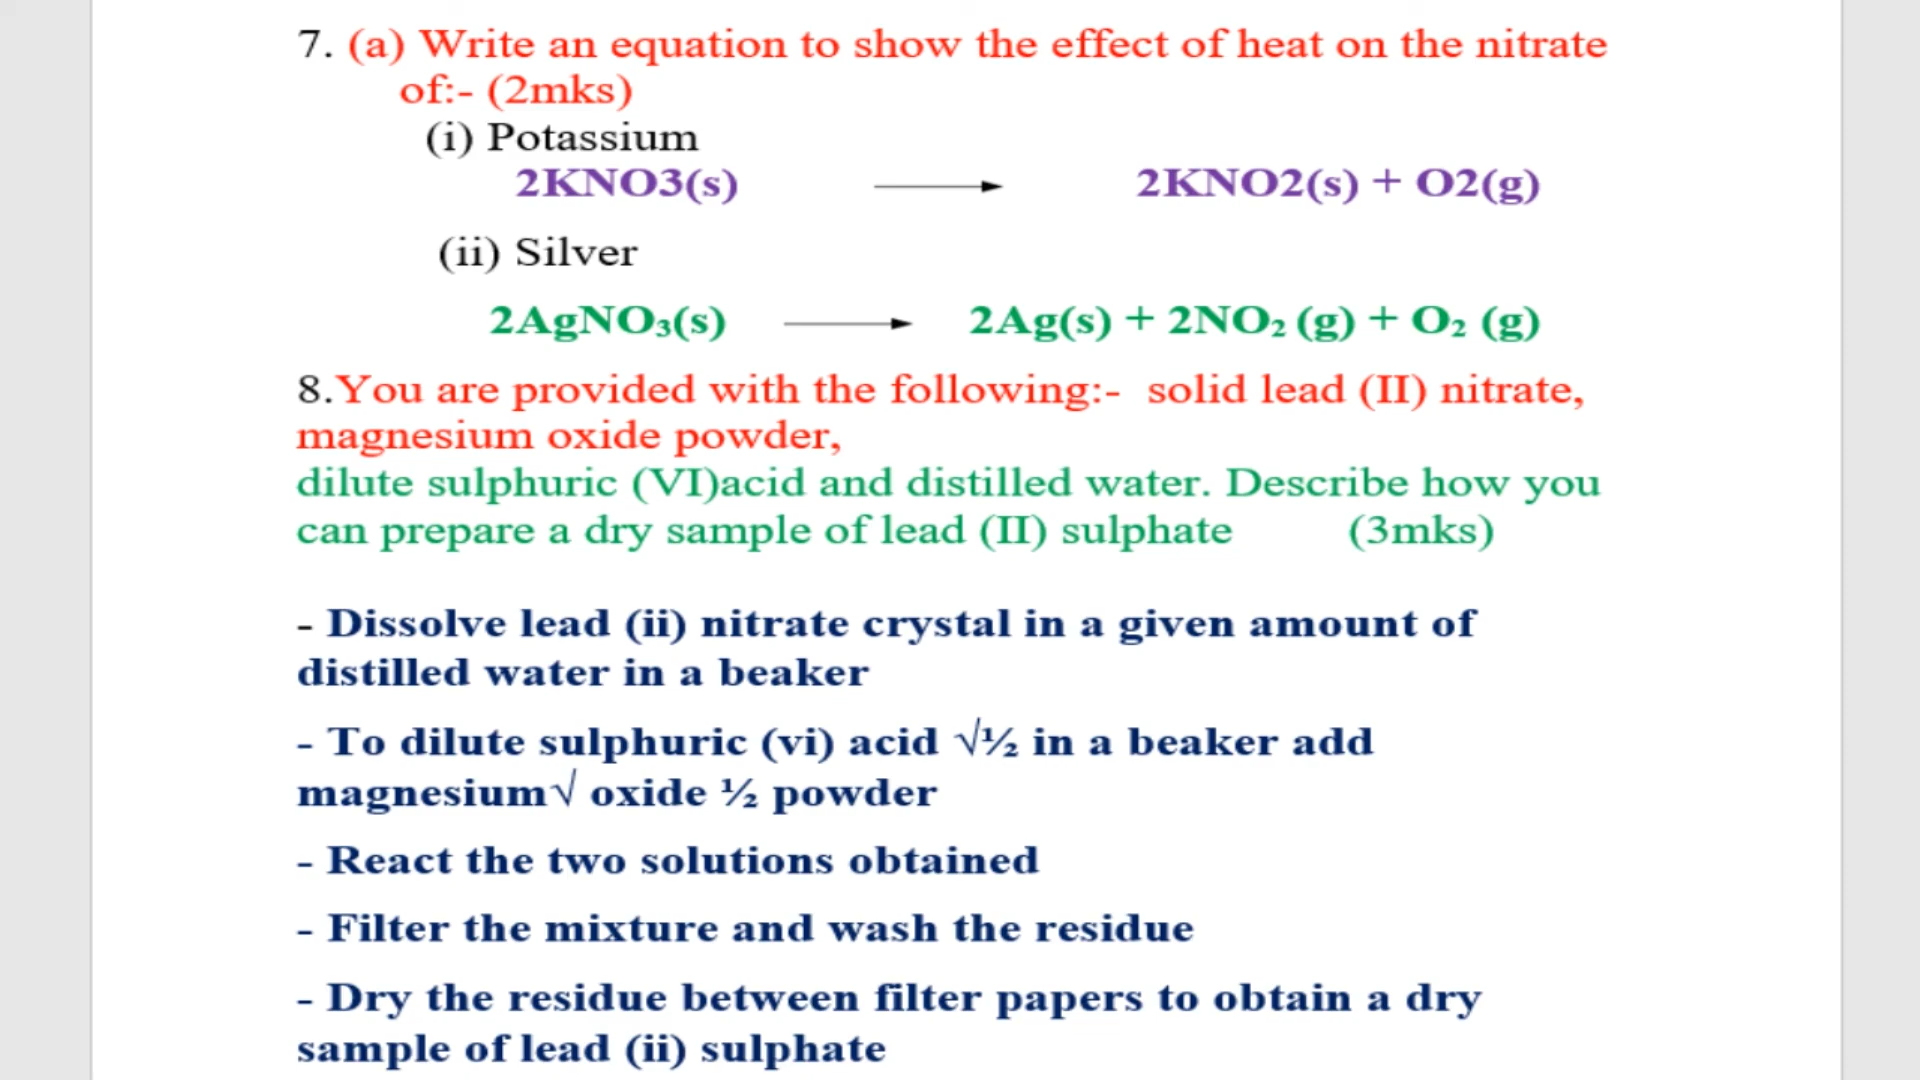 7. (a) Write an equation to show the effect of heat on the nitrate
of:- (2mks)
(i) Potassium
2KNO3(s) ⟶ 2KNO2(s) + O2(g)
(ii) Silver
2AgNO₃(s) ⟶ 2Ag(s) + 2NO₂ (g) + O₂ (g)
8.You are provided with the following:- solid lead (II) nitrate,
magnesium oxide powder,
dilute sulphuric (VI)acid and distilled water. Describe how you
can prepare a dry sample of lead (II) sulphate (3mks)
- Dissolve lead (ii) nitrate crystal in a given amount of
distilled water in a beaker
- To dilute sulphuric (vi) acid √½ in a beaker add
magnesium√ oxide ½ powder
- React the two solutions obtained
- Filter the mixture and wash the residue
- Dry the residue between filter papers to obtain a dry
sample of lead (ii) sulphate